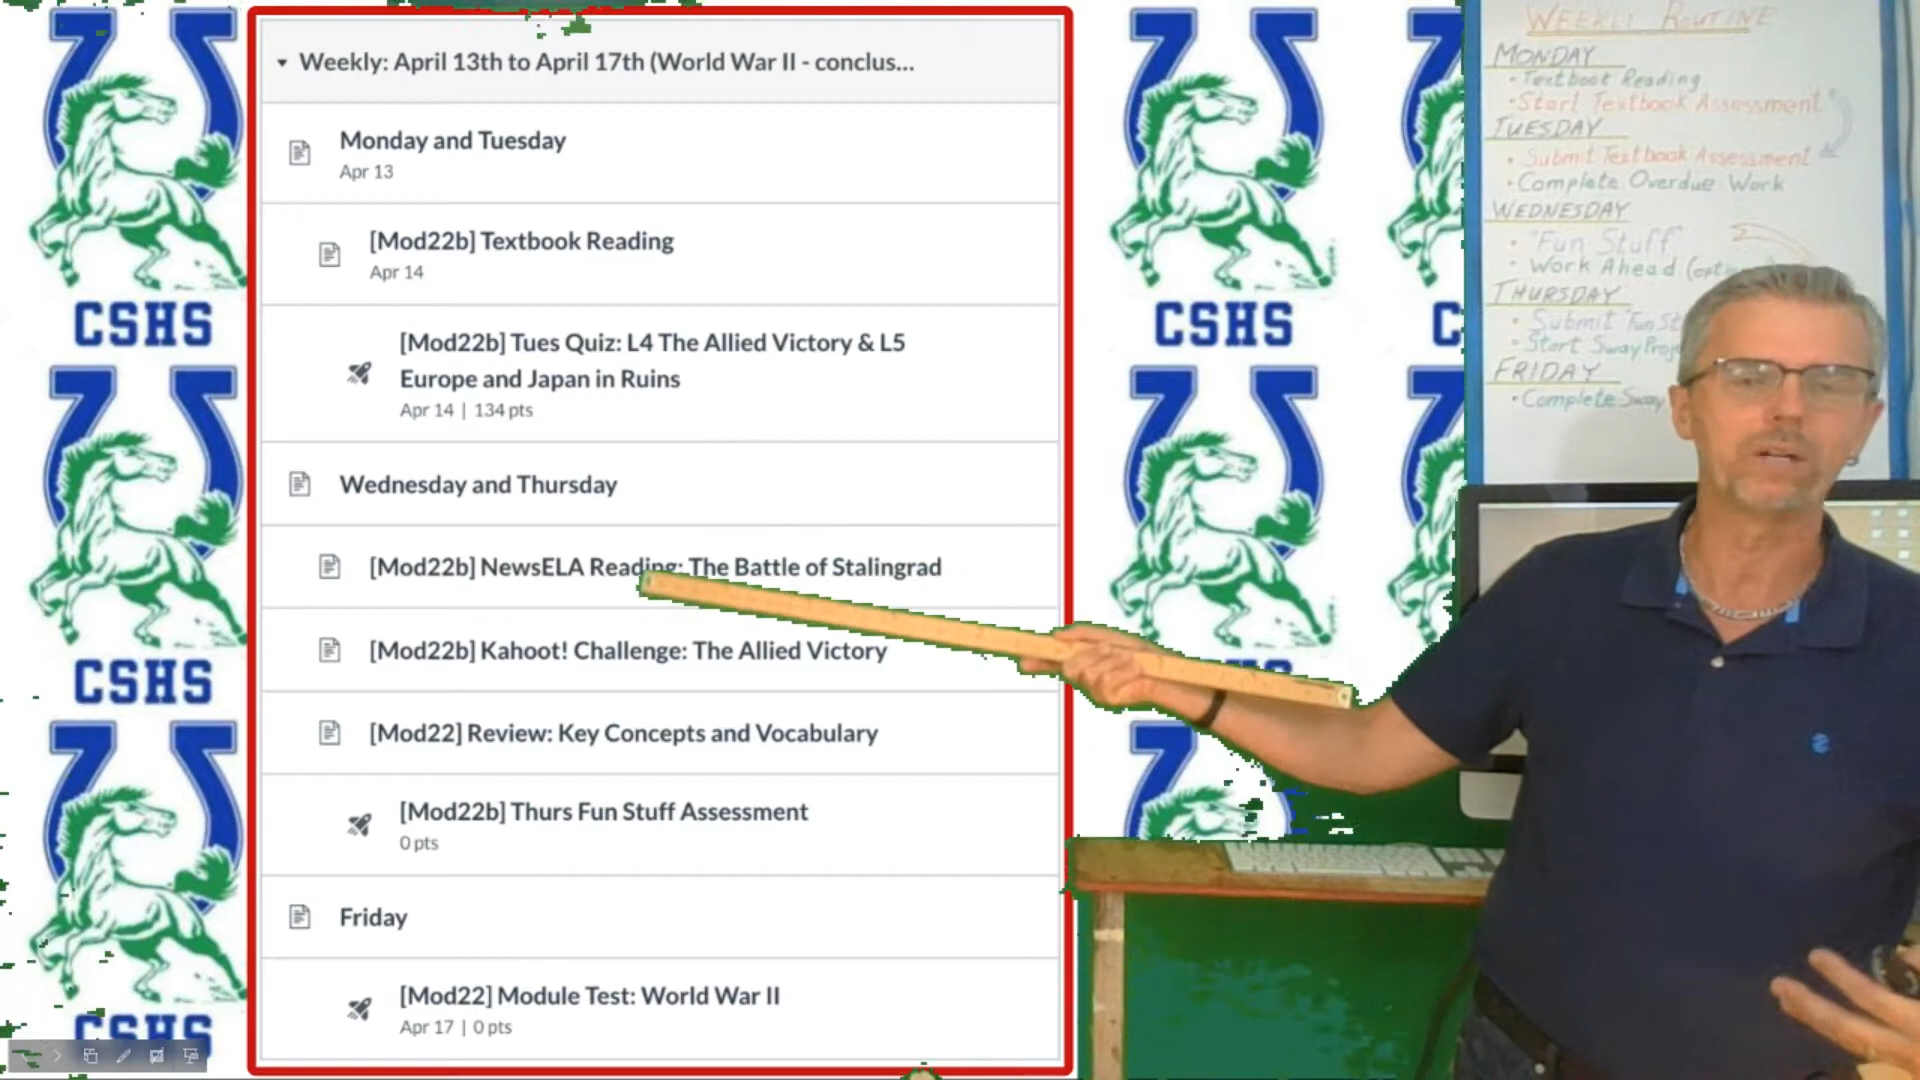 Weekly: April 13th to April 17th (World War II - conclus...
Monday and Tuesday
Apr 13
[Mod22b] Textbook Reading
Apr 14
[Mod22b] Tues Quiz: L4 The Allied Victory & L5
Europe and Japan in Ruins
Apr 14 | 134 pts
Wednesday and Thursday
[Mod22b] NewsELA Reading: The Battle of Stalingrad
[Mod22b] Kahoot! Challenge: The Allied Victory
[Mod22] Review: Key Concepts and Vocabulary
[Mod22b] Thurs Fun Stuff Assessment
0 pts
Friday
[Mod22] Module Test: World War II
Apr 17 | 0 pts
CSHS
CSHS
CSHS
CSHS
WEEKLY ROUTINE
MONDAY
• Textbook Reading
• Start Textbook Assessment
TUESDAY
• Submit Textbook Assessment
• Complete Overdue Work
WEDNESDAY
• "Fun Stuff"
• Work Ahead
THURSDAY
• Submit "Fun
• Start Sway
FRIDAY
• Complete Sway